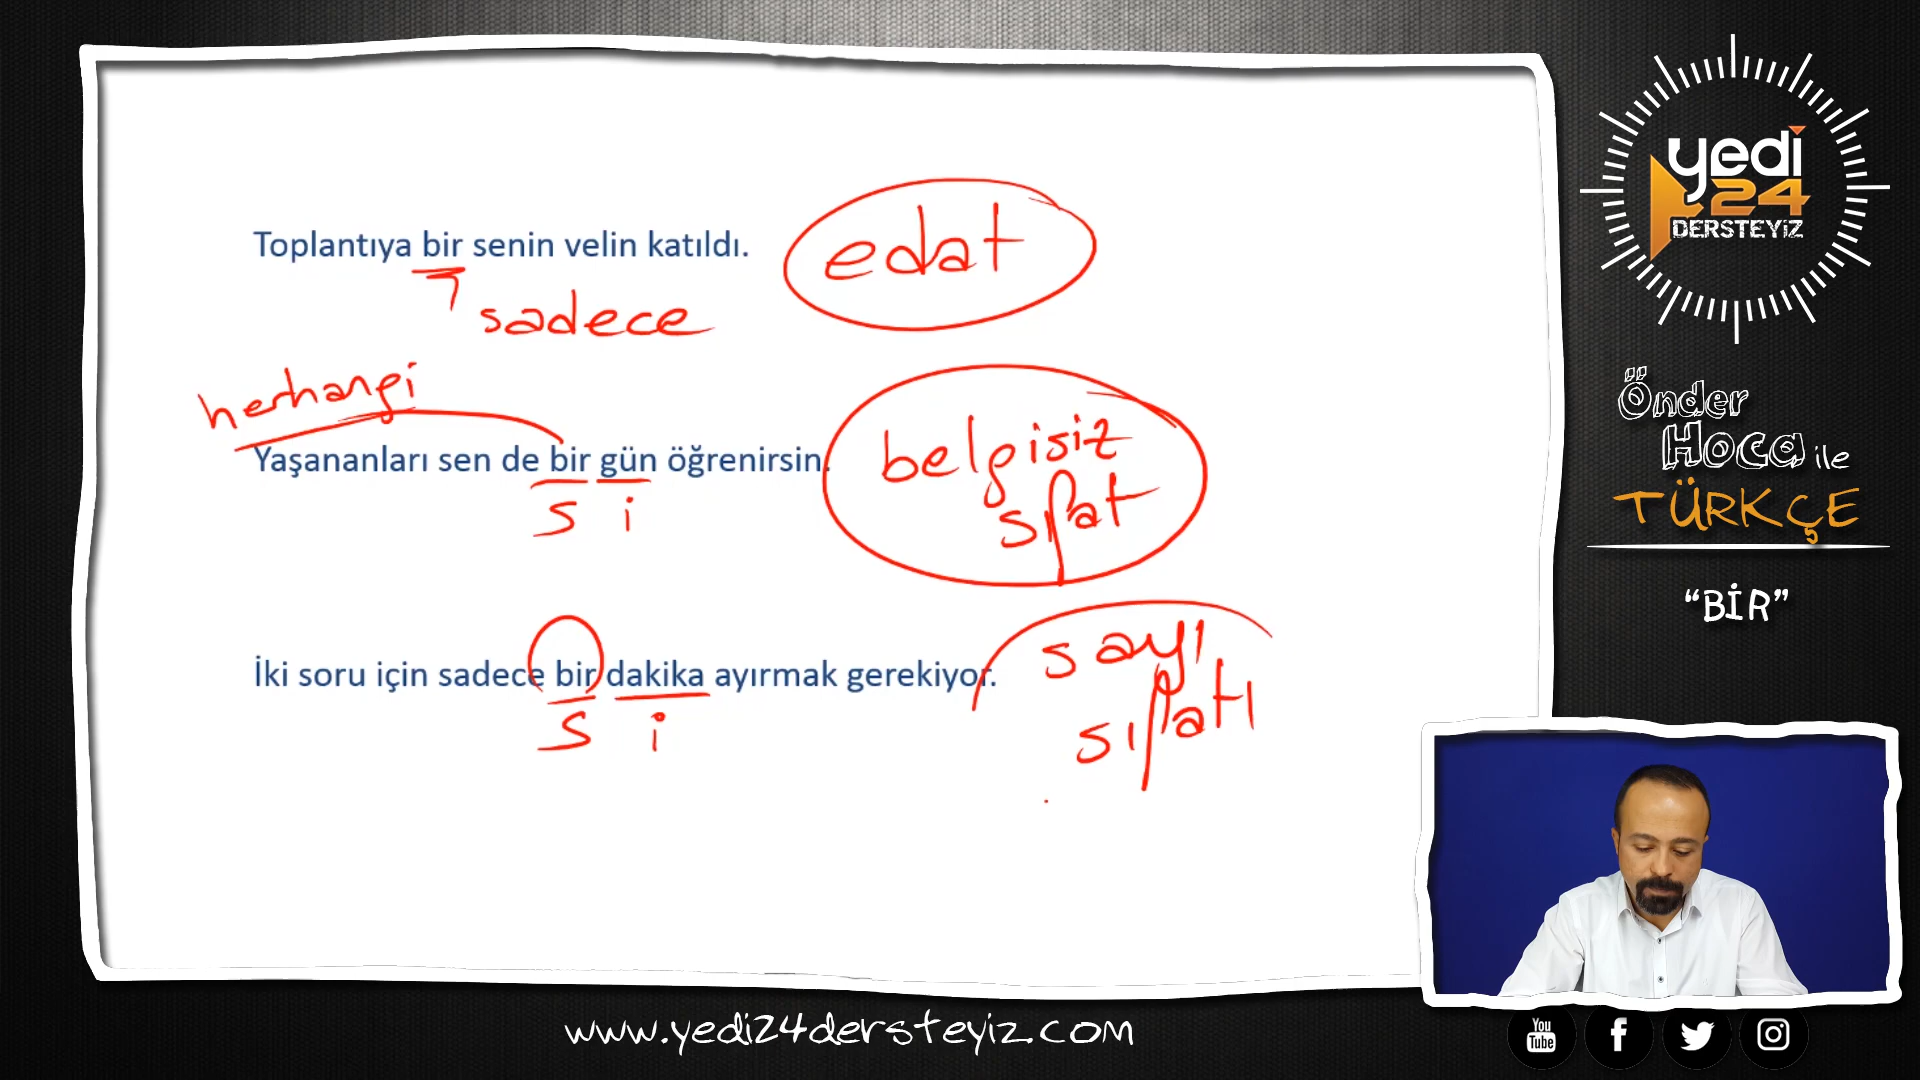 Toplantıya bir senin velin katıldı.
edat
sadece
herhangi
Yaşananları sen de bir gün öğrenirsin.
S i
belgisiz
sıfat
İki soru için sadece bir dakika ayırmak gerekiyor.
S i
sayı
sıfatı
yedi
24
DERSTEYİZ
Önder
Hoca ile
TÜRKÇE
“BİR”
www.yedi24dersteyiz.com
You
Tube